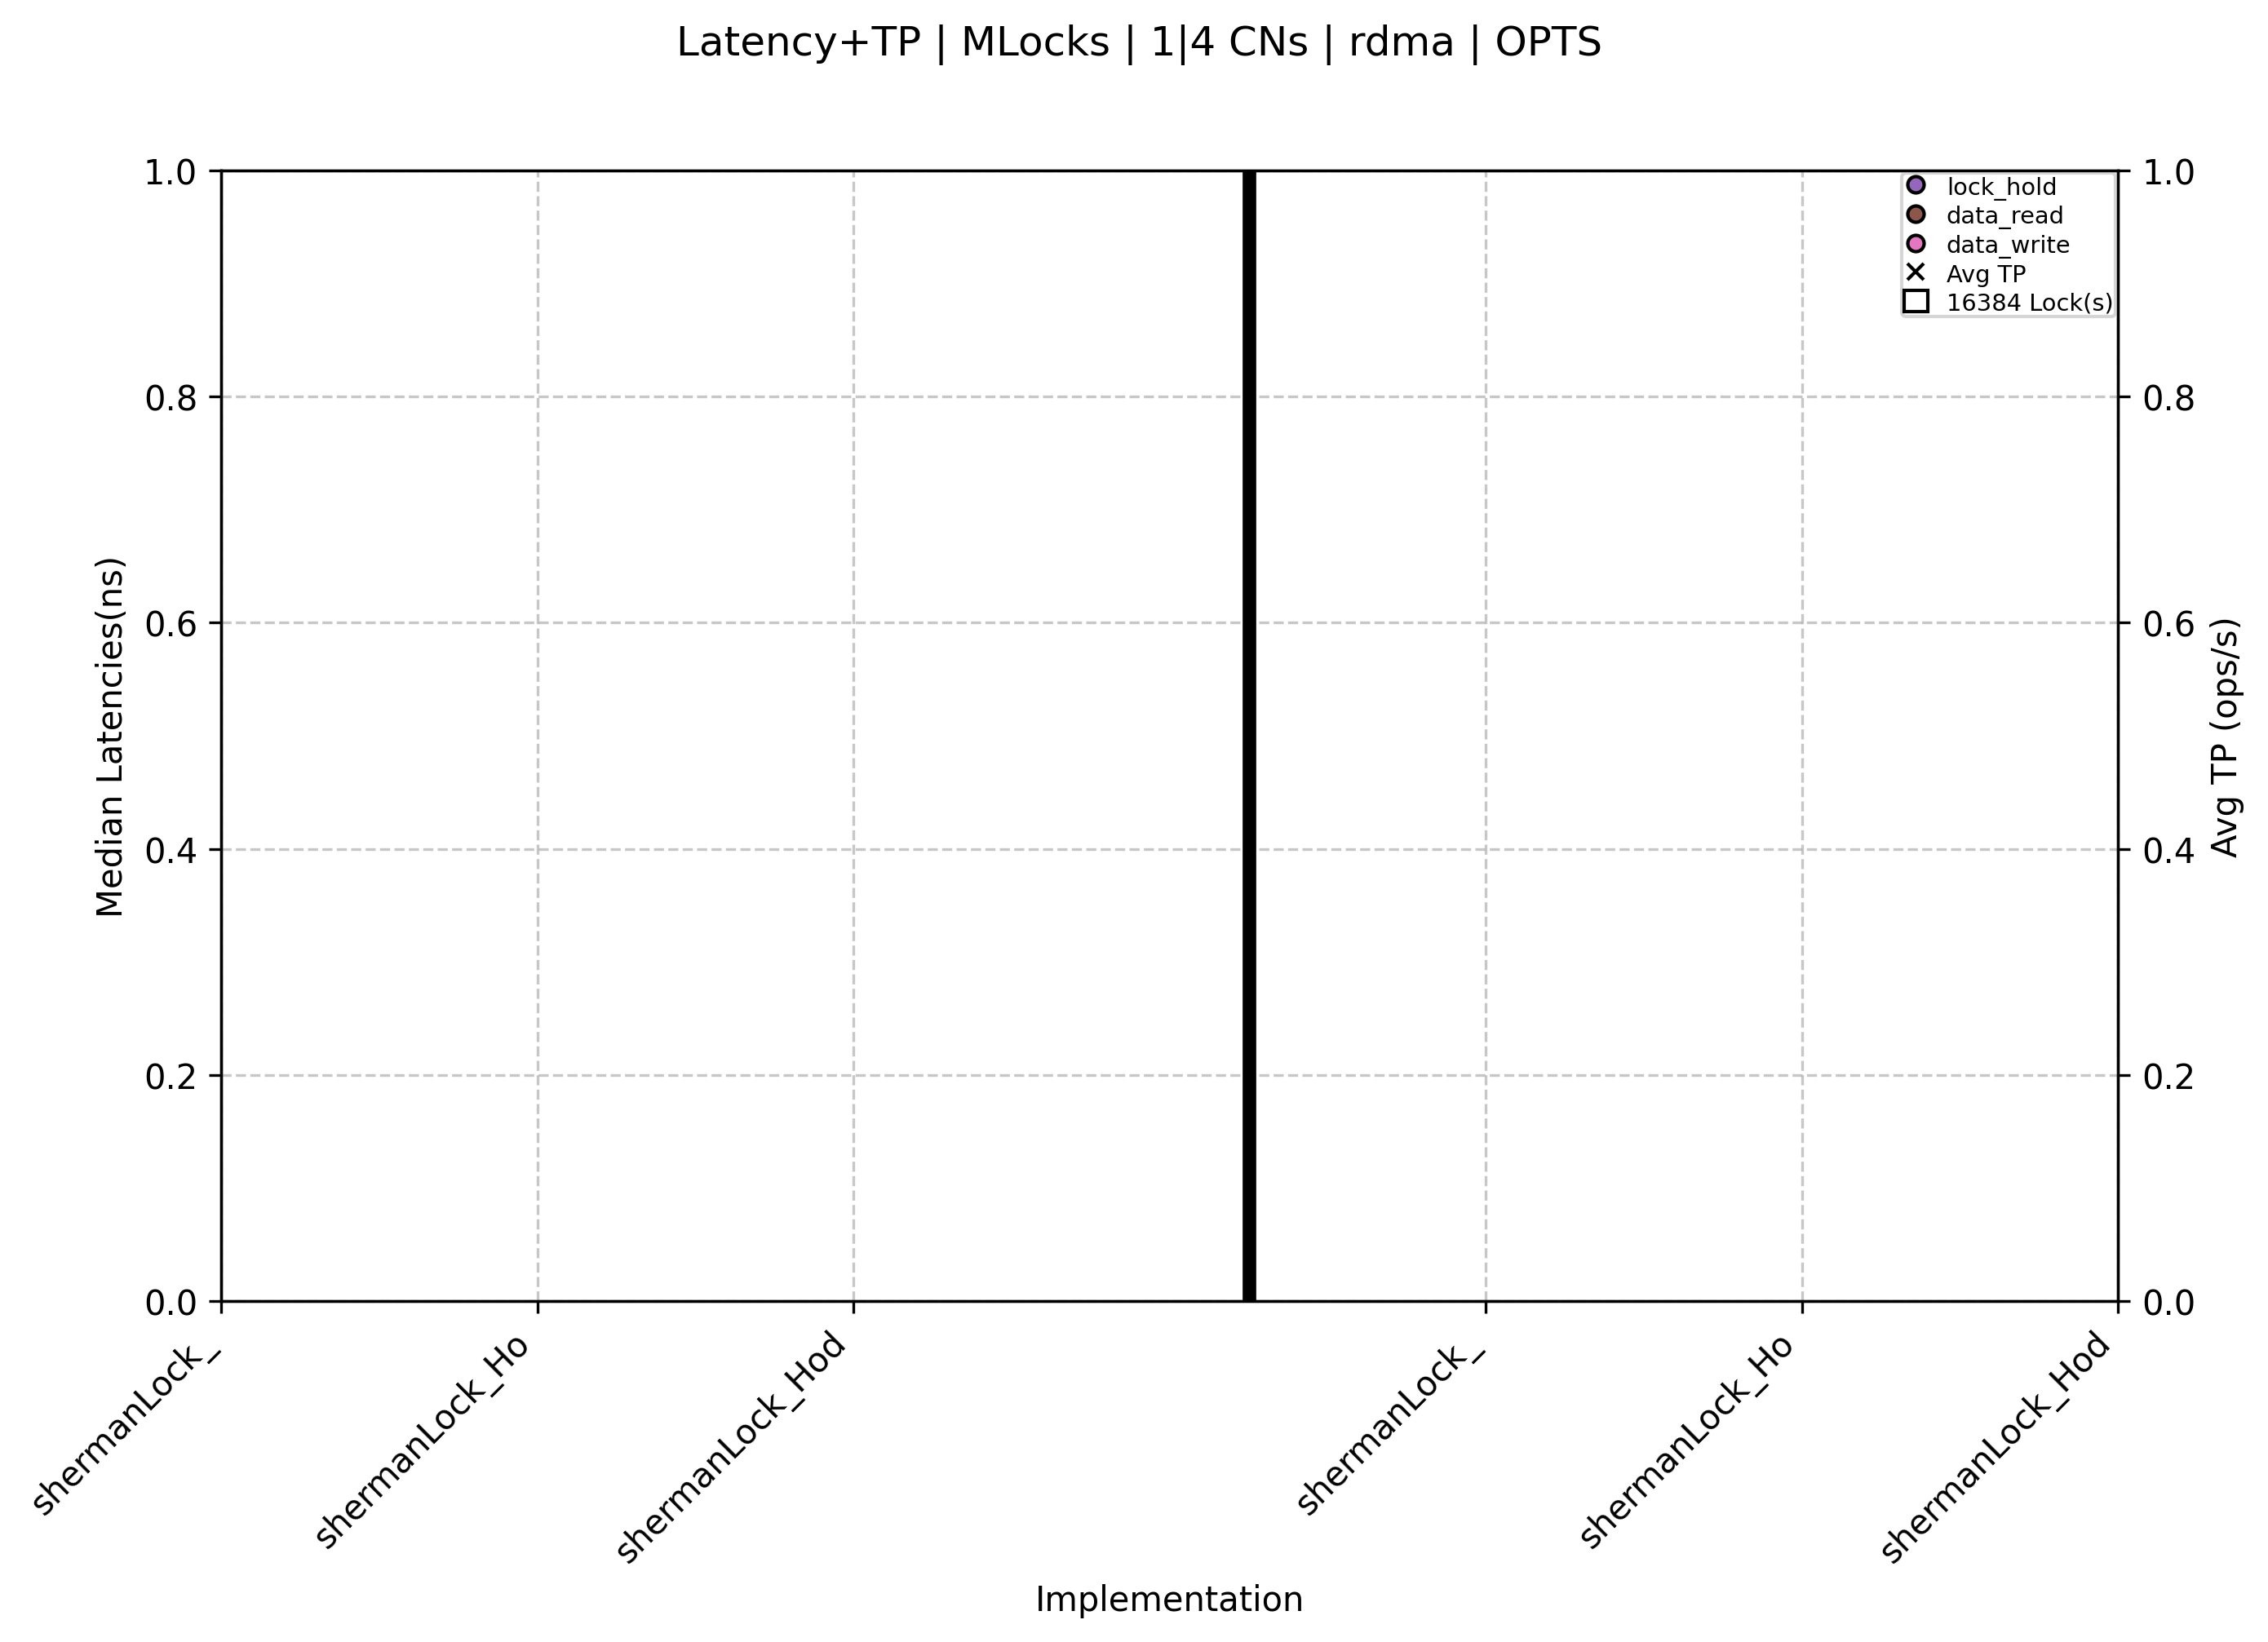 Latency+TP | MLocks | 1|4 CNs | rdma | OPTS
lock_hold
data_read
data_write
Avg TP
16384 Lock(s)
Median Latencies(ns)
1.0
0.8
0.6
0.4
0.2
0.0
1.0
0.8
0.6
0.4
0.2
0.0
Avg TP (ops/s)
shermanLock_
shermanLock_Ho
shermanLock_Hod
shermanLock_
shermanLock_Ho
shermanLock_Hod
Implementation